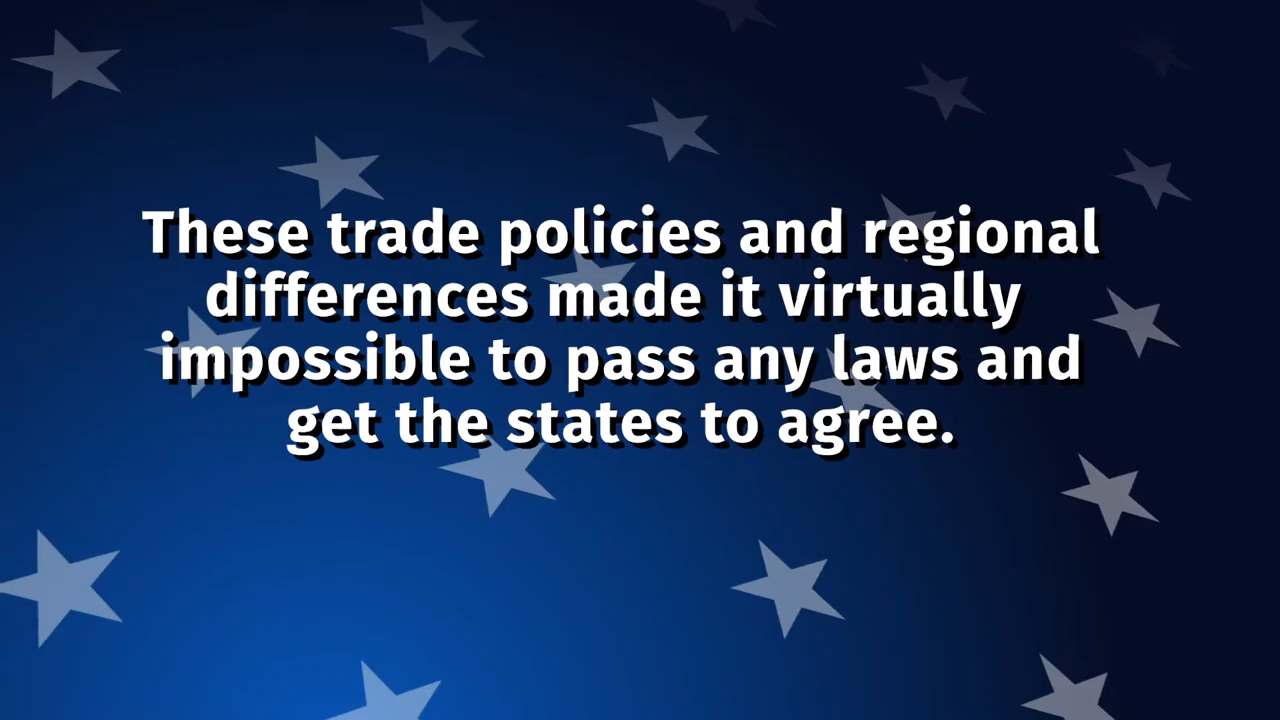 These trade policies and regional
differences made it virtually
impossible to pass any laws and
get the states to agree.